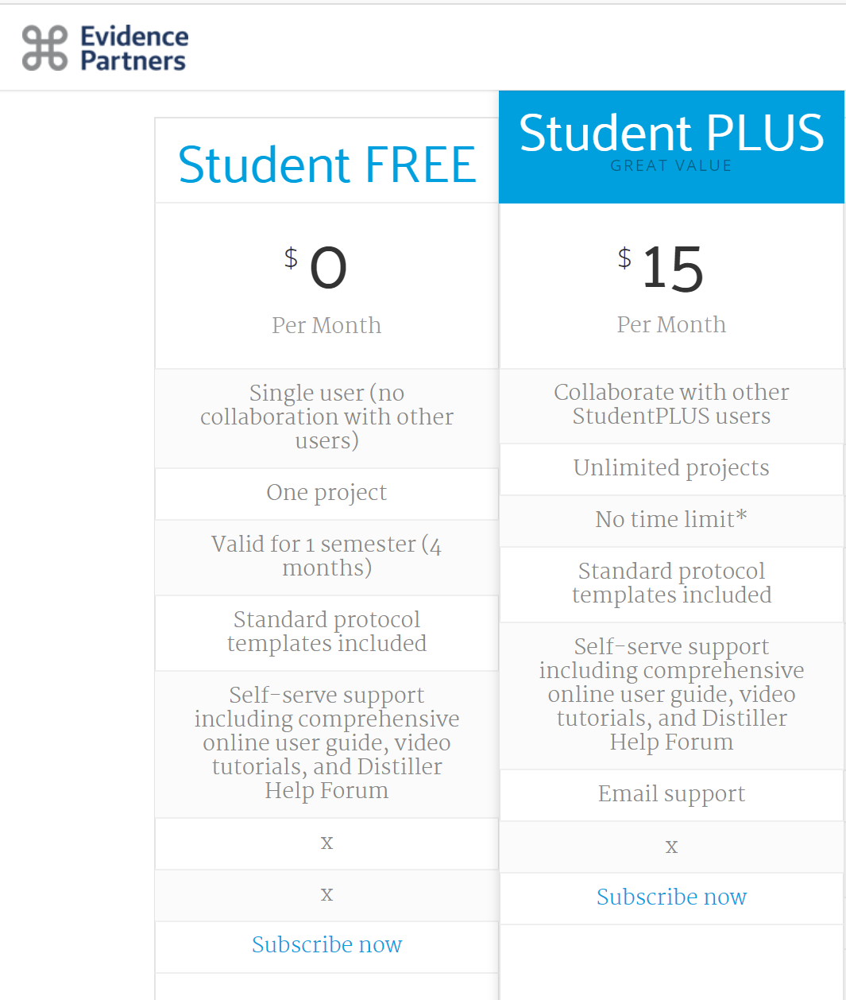 Evidence
Partners
Student FREE
$ 0
Per Month
Single user (no
collaboration with other
users)
One project
Valid for 1 semester (4
months)
Standard protocol
templates included
Self-serve support
including comprehensive
online user guide, video
tutorials, and Distiller
Help Forum
x
x
Subscribe now
Student PLUS
GREAT VALUE
$ 15
Per Month
Collaborate with other
StudentPLUS users
Unlimited projects
No time limit*
Standard protocol
templates included
Self-serve support
including comprehensive
online user guide, video
tutorials, and Distiller
Help Forum
Email support
x
Subscribe now